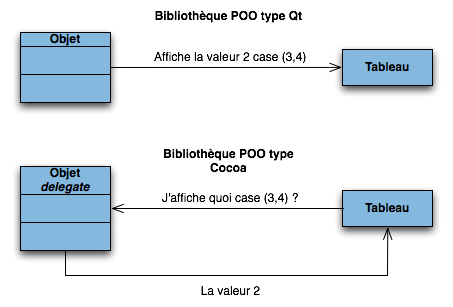 Bibliothèque POO type Qt
Objet
Affiche la valeur 2 case (3,4)
Tableau
Bibliothèque POO type
Cocoa
Objet
delegate
J'affiche quoi case (3,4) ?
Tableau
La valeur 2